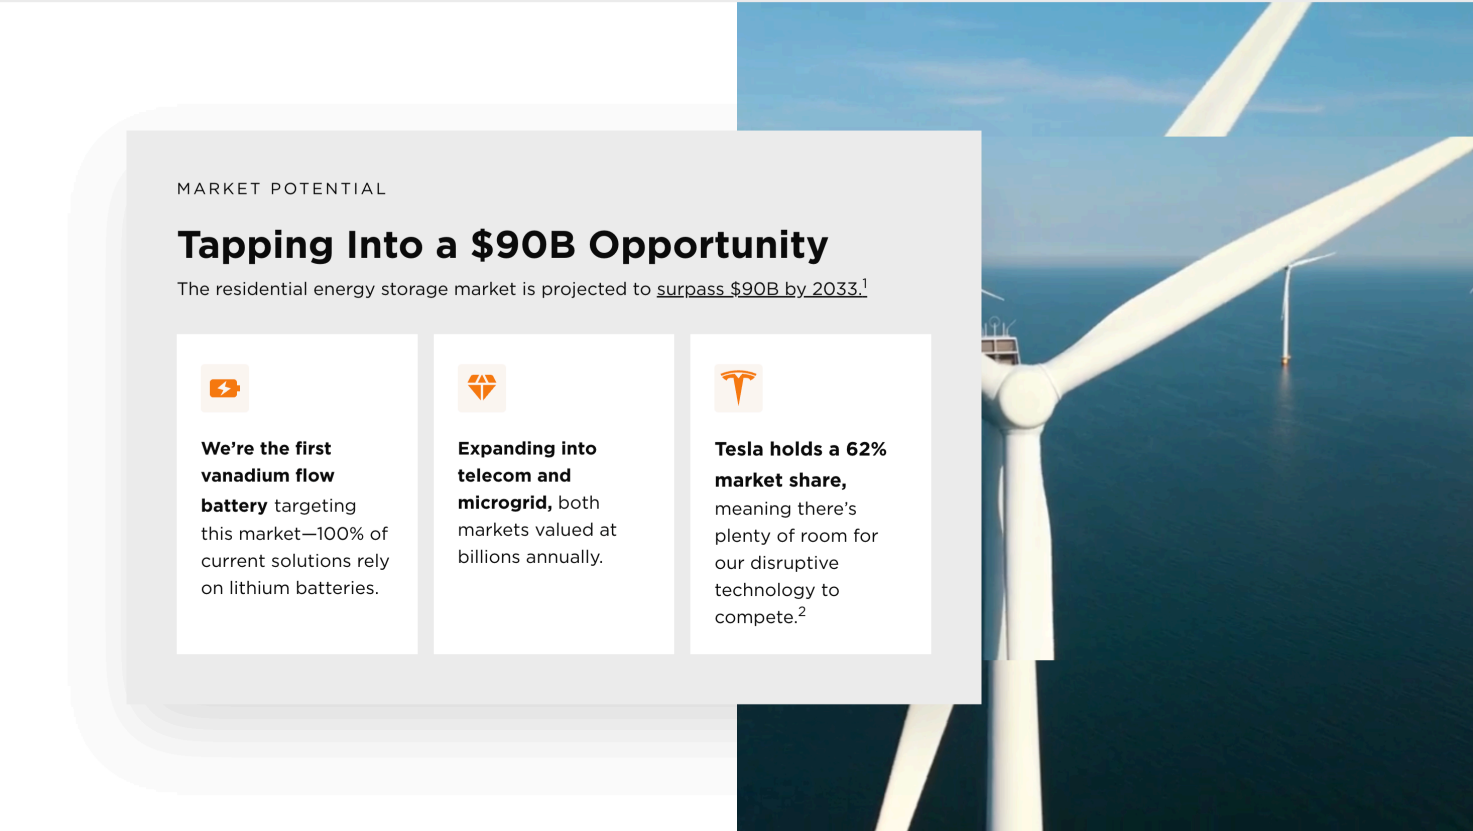 MARKET POTENTIAL
Tapping Into a $90B Opportunity
The residential energy storage market is projected to surpass $90B by 2033.¹
We’re the first
vanadium flow
battery targeting
this market—100% of
current solutions rely
on lithium batteries.
Expanding into
telecom and
microgrid, both
markets valued at
billions annually.
Tesla holds a 62%
market share,
meaning there’s
plenty of room for
our disruptive
technology to
compete.²